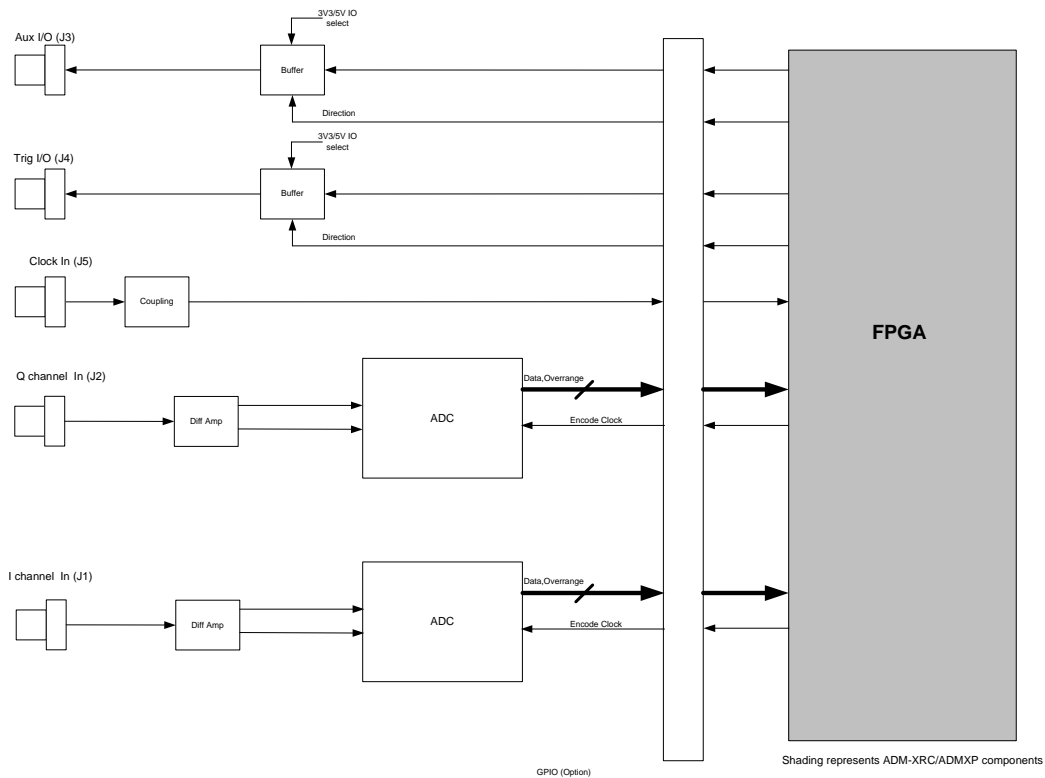 3V3/5V IO
select
Aux I/O (J3)
Buffer
Direction
3V3/5V IO
select
Trig I/O (J4)
Buffer
Direction
Clock In (J5)
Coupling
FPGA
Q channel In (J2)
Data,Overrange
Diff Amp
ADC
Encode Clock
I channel In (J1)
Data,Overrange
Diff Amp
ADC
Encode Clock
Shading represents ADM-XRC/ADMXP components
GPIO (Option)